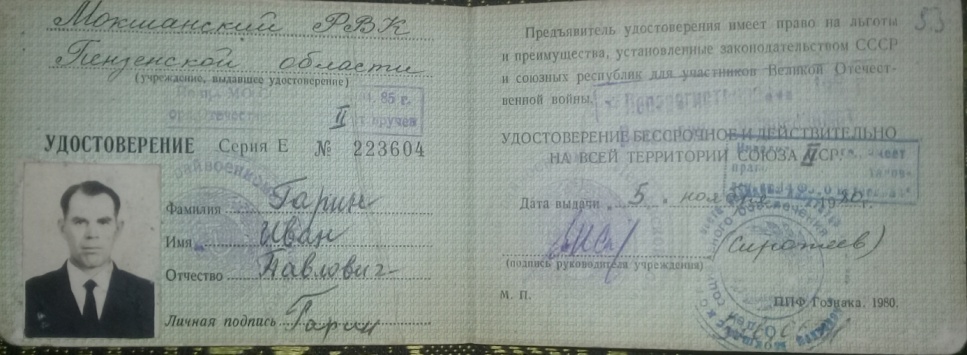 Мокшанский РВК
Пензенской области
(учреждение, выдавшее удостоверение)
85 г.
II
вручен
УДОСТОВЕРЕНИЕ Серия Е № 223604
Фамилия Гарин
Имя Иван
Отчество Павлович
Личная подпись Гарин
53
Предъявитель удостоверения имеет право на льготы
и преимущества, установленные законодательством СССР
и союзных республик для участников Великой Отечест-
венной войны.
УДОСТОВЕРЕНИЕ БЕССРОЧНОЕ И ДЕЙСТВИТЕЛЬНО
НА ВСЕЙ ТЕРРИТОРИИ СОЮЗА ССР.
Дата выдачи 5 ноября 1980 г.
(Сиротеев)
(подпись руководителя учреждения)
М. П.
ППФ Гознака. 1980.